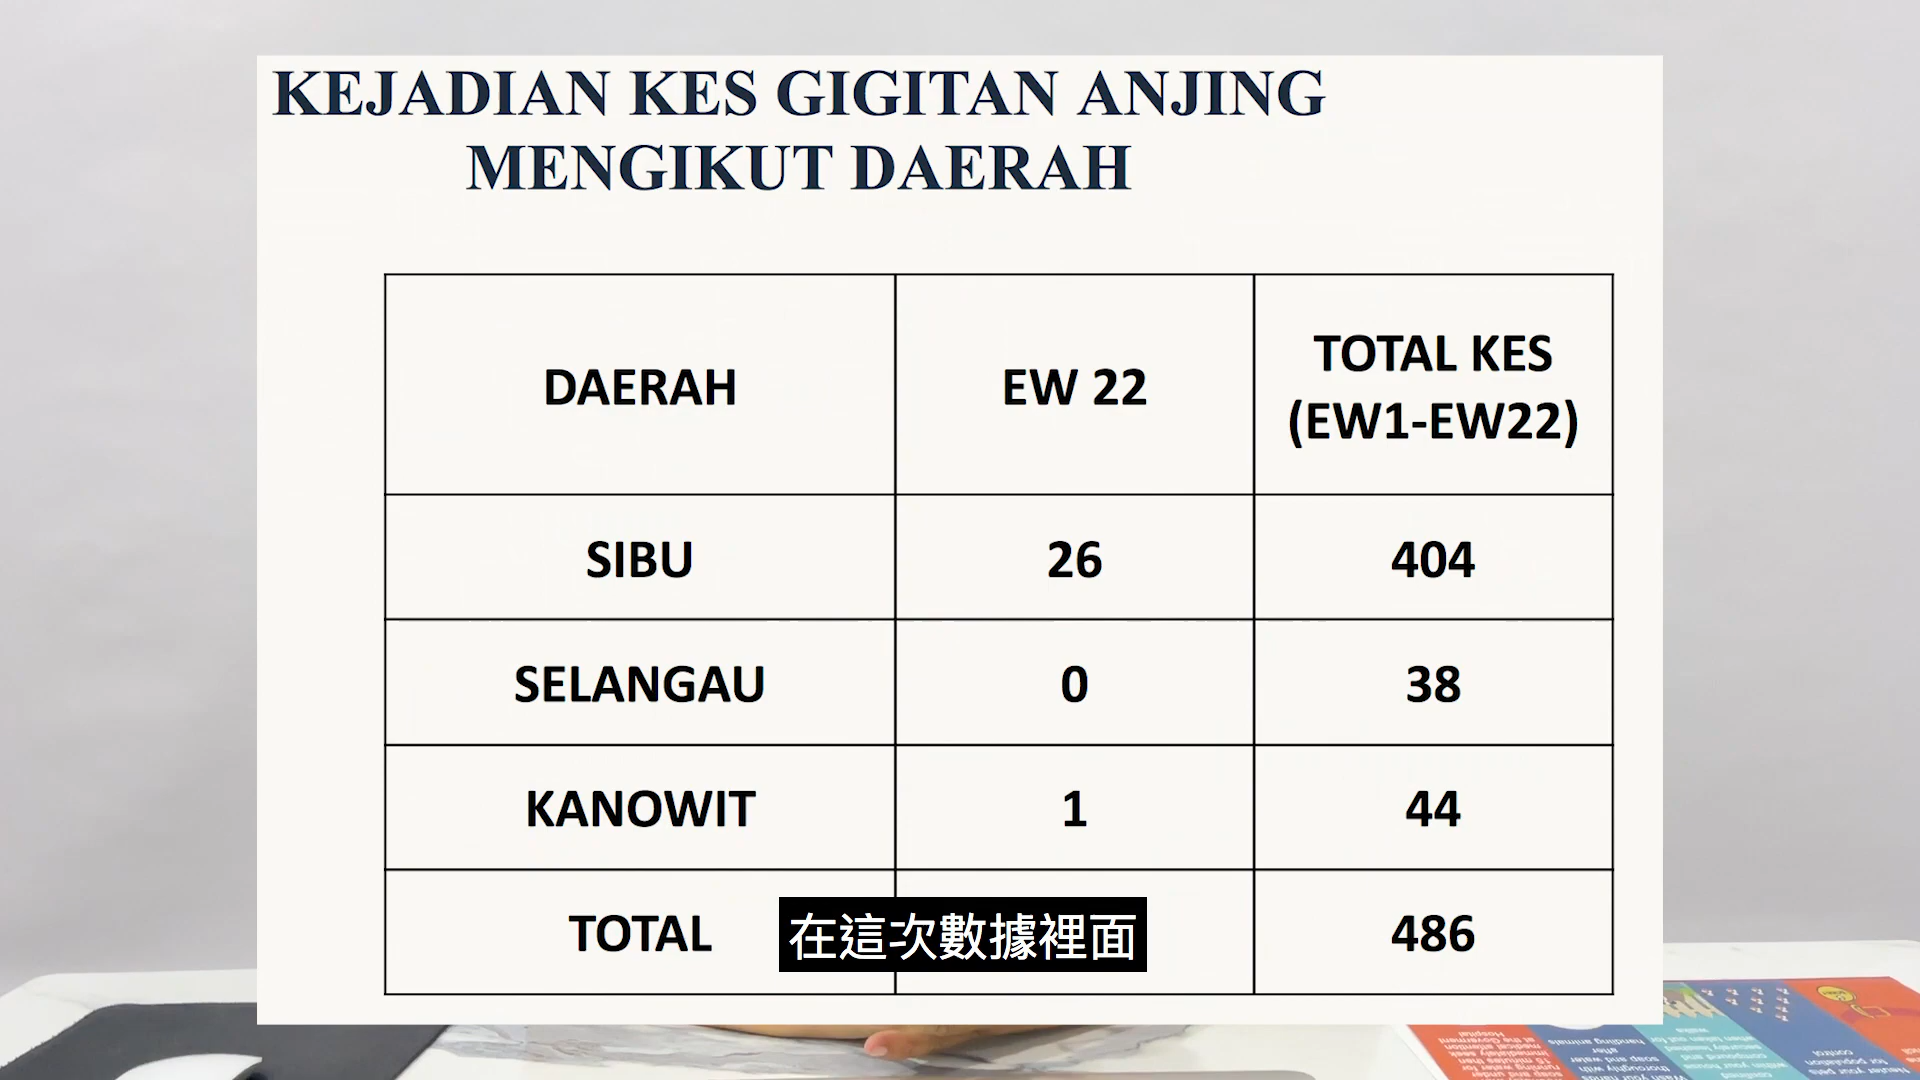 KEJADIAN KES GIGITAN ANJING
MENGIKUT DAERAH
DAERAH
EW 22
TOTAL KES
(EW1-EW22)
SIBU
26
404
SELANGAU
0
38
KANOWIT
1
44
TOTAL
486
在這次數據裡面